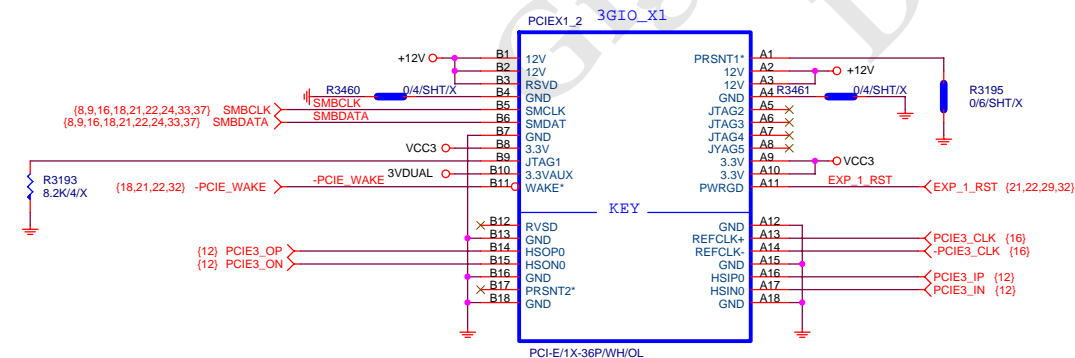 3GIO_X1
PCIEX1_2
+12V
B1 12V
B2 12V
B3 RSVD
R3460 0/4/SHT/X B4 GND
{8,9,16,18,21,22,24,33,37} SMBCLK SMBCLK B5 SMCLK
{8,9,16,18,21,22,24,33,37} SMBDATA SMBDATA B6 SMDAT
B7 GND
VCC3 B8 3.3V
B9 JTAG1
3VDUAL B10 3.3VAUX
R3193
8.2K/4/X
{18,21,22,32} -PCIE_WAKE -PCIE_WAKE B11 WAKE*
KEY
B12 RVSD
B13 GND
{12} PCIE3_OP B14 HSOP0
{12} PCIE3_ON B15 HSON0
B16 GND
B17 PRSNT2*
B18 GND
PRSNT1* A1
12V A2 +12V
12V A3
GND A4 R3461 0/4/SHT/X
R3195
0/6/SHT/X
JTAG2 A5
JTAG3 A6
JTAG4 A7
JYAG5 A8
3.3V A9 VCC3
3.3V A10
PWRGD A11 EXP_1_RST EXP_1_RST {21,22,29,32}
GND A12
REFCLK+ A13 PCIE3_CLK {16}
REFCLK- A14 -PCIE3_CLK {16}
GND A15
HSIP0 A16 PCIE3_IP {12}
HSIN0 A17 PCIE3_IN {12}
GND A18
PCI-E/1X-36P/WH/OL